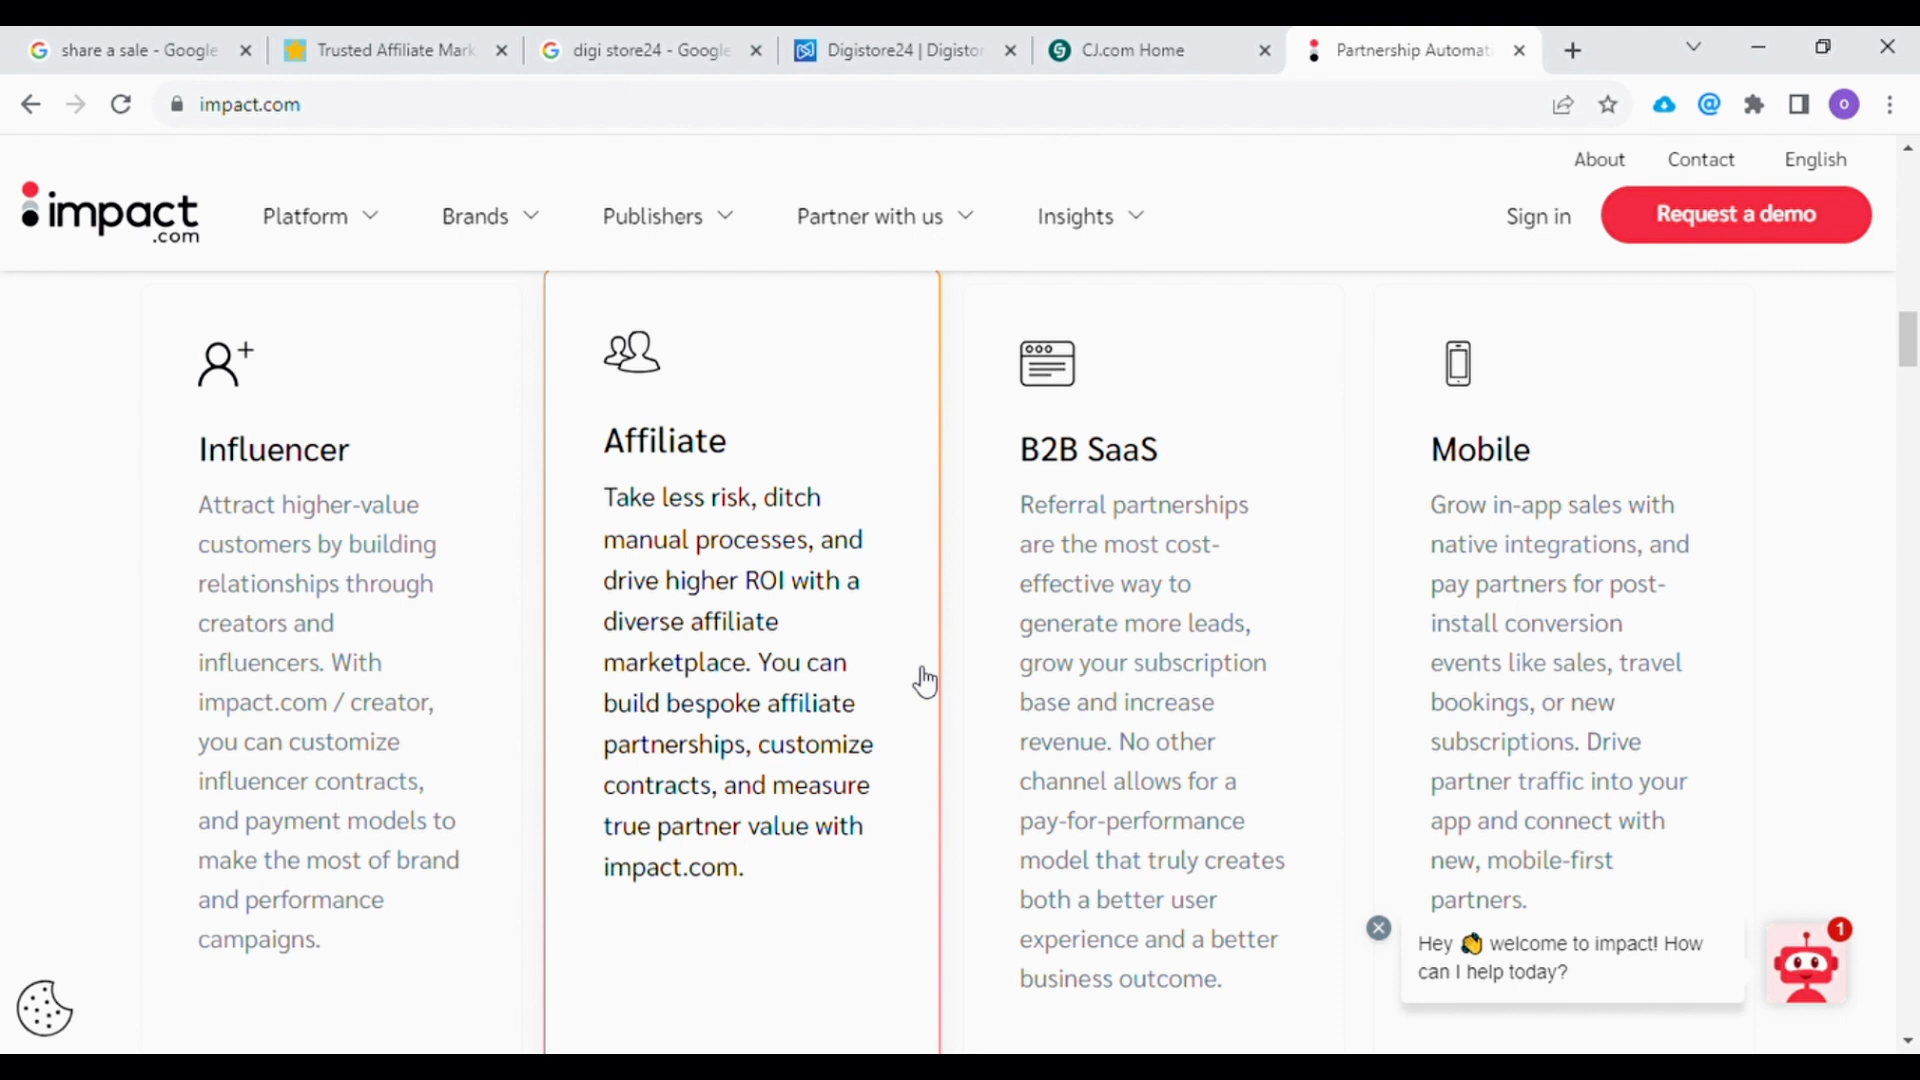 share a sale - Google
Trusted Affiliate Mark
digi store24 - Google
Digistore24 | Digistor
CJ.com Home
Partnership Automati
impact.com
O
About
Contact
English
impact
.com
Platform
Brands
Publishers
Partner with us
Insights
Sign in
Request a demo
Influencer
Attract higher-value
customers by building
relationships through
creators and
influencers. With
impact.com / creator,
you can customize
influencer contracts,
and payment models to
make the most of brand
and performance
campaigns.
Affiliate
Take less risk, ditch
manual processes, and
drive higher ROI with a
diverse affiliate
marketplace. You can
build bespoke affiliate
partnerships, customize
contracts, and measure
true partner value with
impact.com.
B2B SaaS
Referral partnerships
are the most cost-
effective way to
generate more leads,
grow your subscription
base and increase
revenue. No other
channel allows for a
pay-for-performance
model that truly creates
both a better user
experience and a better
business outcome.
Mobile
Grow in-app sales with
native integrations, and
pay partners for post-
install conversion
events like sales, travel
bookings, or new
subscriptions. Drive
partner traffic into your
app and connect with
new, mobile-first
partners.
Hey 👋 welcome to impact! How
can I help today?
1